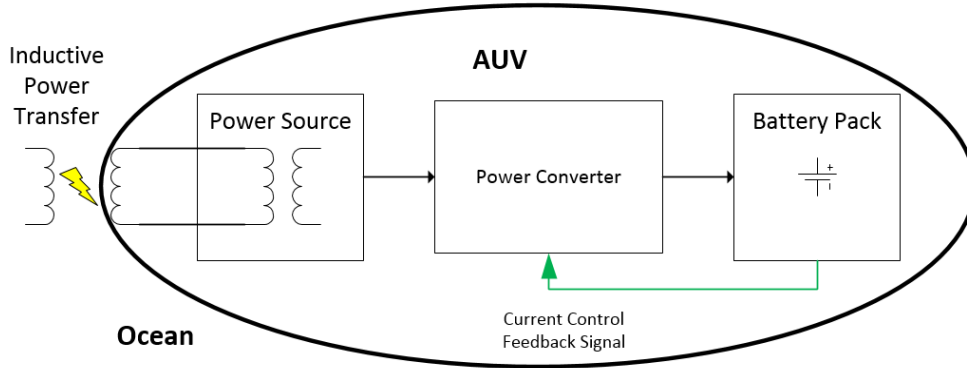 AUV
Inductive
Power
Transfer
Power Source
Power Converter
Battery Pack
+
Current Control
Feedback Signal
Ocean